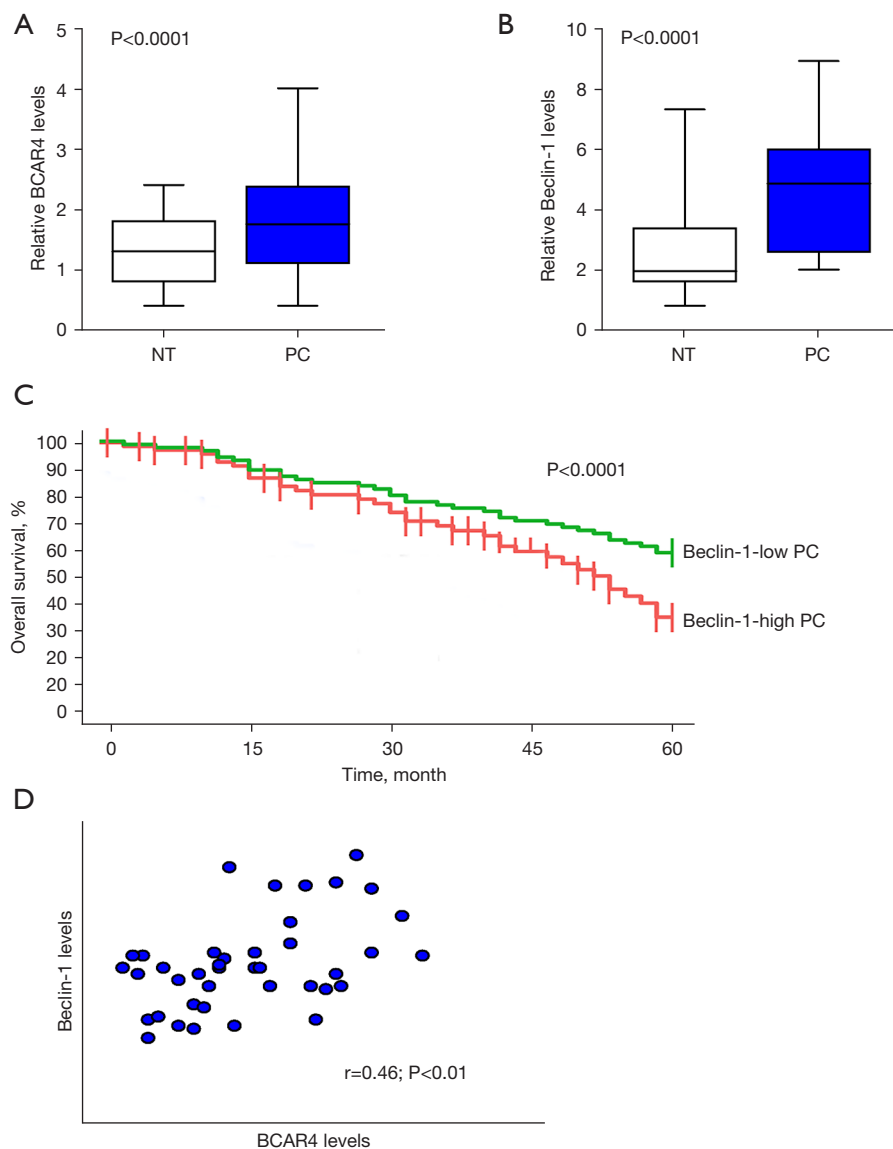 A
P<0.0001
Relative BCAR4 levels
5
4
3
2
1
0
NT PC
B
P<0.0001
Relative Beclin-1 levels
10
8
6
4
2
0
NT PC
C
Overall survival, %
100
90
80
70
60
50
40
30
20
20
0
P<0.0001
Beclin-1-low PC
Beclin-1-high PC
0 15 30 45 60
Time, month
D
Beclin-1 levels
r=0.46; P<0.01
BCAR4 levels